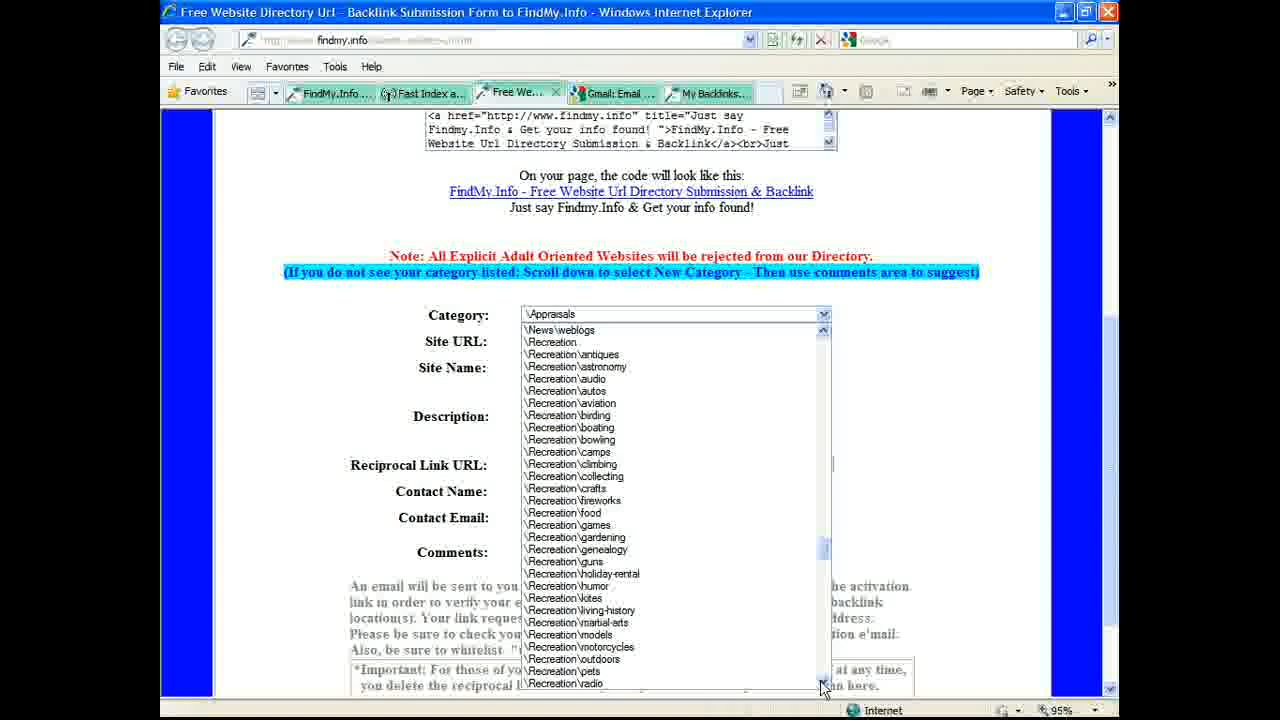 Free Website Directory Url - Backlink Submission Form to FindMy.Info - Windows Internet Explorer
findmy.info
Google
File Edit View Favorites Tools Help
Favorites
FindMy.Info ...
Fast Index a...
Free We...
Gmail: Email ...
My Backlinks...
Page
Safety
Tools
<a href="http://www.findmy.info" title="Just say
Findmy.Info & Get your info found! ">FindMy.Info - Free
Website Url Directory Submission & Backlink</a><br>Just
On your page, the code will look like this:
FindMy.Info - Free Website Url Directory Submission & Backlink
Just say Findmy.Info & Get your info found!
Note: All Explicit Adult Oriented Websites will be rejected from our Directory.
(If you do not see your category listed: Scroll down to select New Category - Then use comments area to suggest)
Category:
\Appraisals
Site URL:
Site Name:
Description:
Reciprocal Link URL:
Contact Name:
Contact Email:
Comments:
\News\weblogs
\Recreation
\Recreation\antiques
\Recreation\astronomy
\Recreation\audio
\Recreation\autos
\Recreation\aviation
\Recreation\birding
\Recreation\boating
\Recreation\bowling
\Recreation\camps
\Recreation\climbing
\Recreation\collecting
\Recreation\crafts
\Recreation\fireworks
\Recreation\food
\Recreation\games
\Recreation\gardening
\Recreation\genealogy
\Recreation\guns
\Recreation\holiday-rental
\Recreation\humor
\Recreation\kites
\Recreation\living-history
\Recreation\martial-arts
\Recreation\models
\Recreation\motorcycles
\Recreation\outdoors
\Recreation\pets
\Recreation\radio
An email will be sent to you he activation.
link in order to verify your e backlink
location(s). Your link reques ddress.
Please be sure to check you ion e'mail.
Also, be sure to whitelist "
*Important: For those of yo at any time,
you delete the reciprocal l n here.
Internet
95%